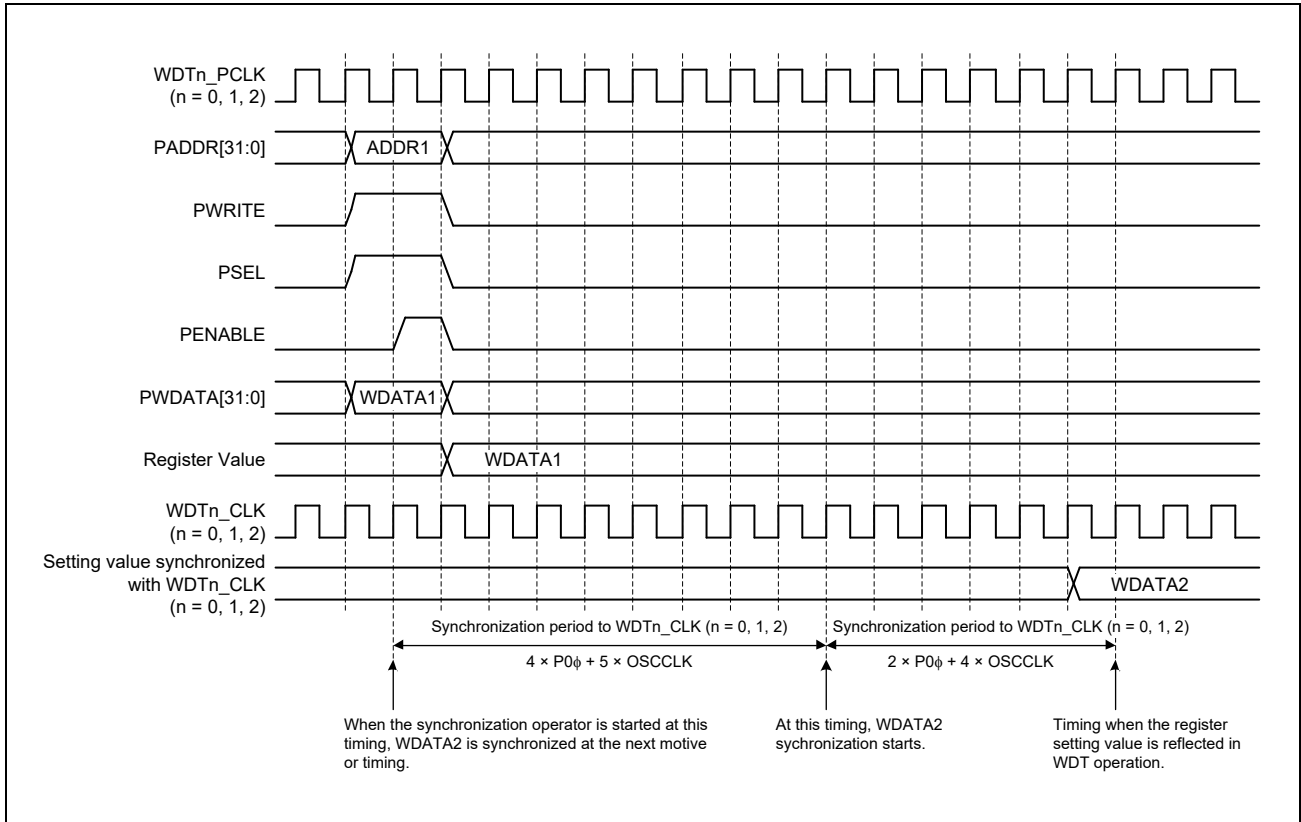 WDTn_PCLK
(n = 0, 1, 2)
PADDR[31:0]
ADDR1
PWRITE
PSEL
PENABLE
PWDATA[31:0]
WDATA1
Register Value
WDATA1
WDTn_CLK
(n = 0, 1, 2)
Setting value synchronized
with WDTn_CLK
(n = 0, 1, 2)
WDATA2
Synchronization period to WDTn_CLK (n = 0, 1, 2)
4 × P0ϕ + 5 × OSCCLK
Synchronization period to WDTn_CLK (n = 0, 1, 2)
2 × P0ϕ + 4 × OSCCLK
When the synchronization operator is started at this
timing, WDATA2 is synchronized at the next motive
or timing.
At this timing, WDATA2
sychronization starts.
Timing when the register
setting value is reflected in
WDT operation.